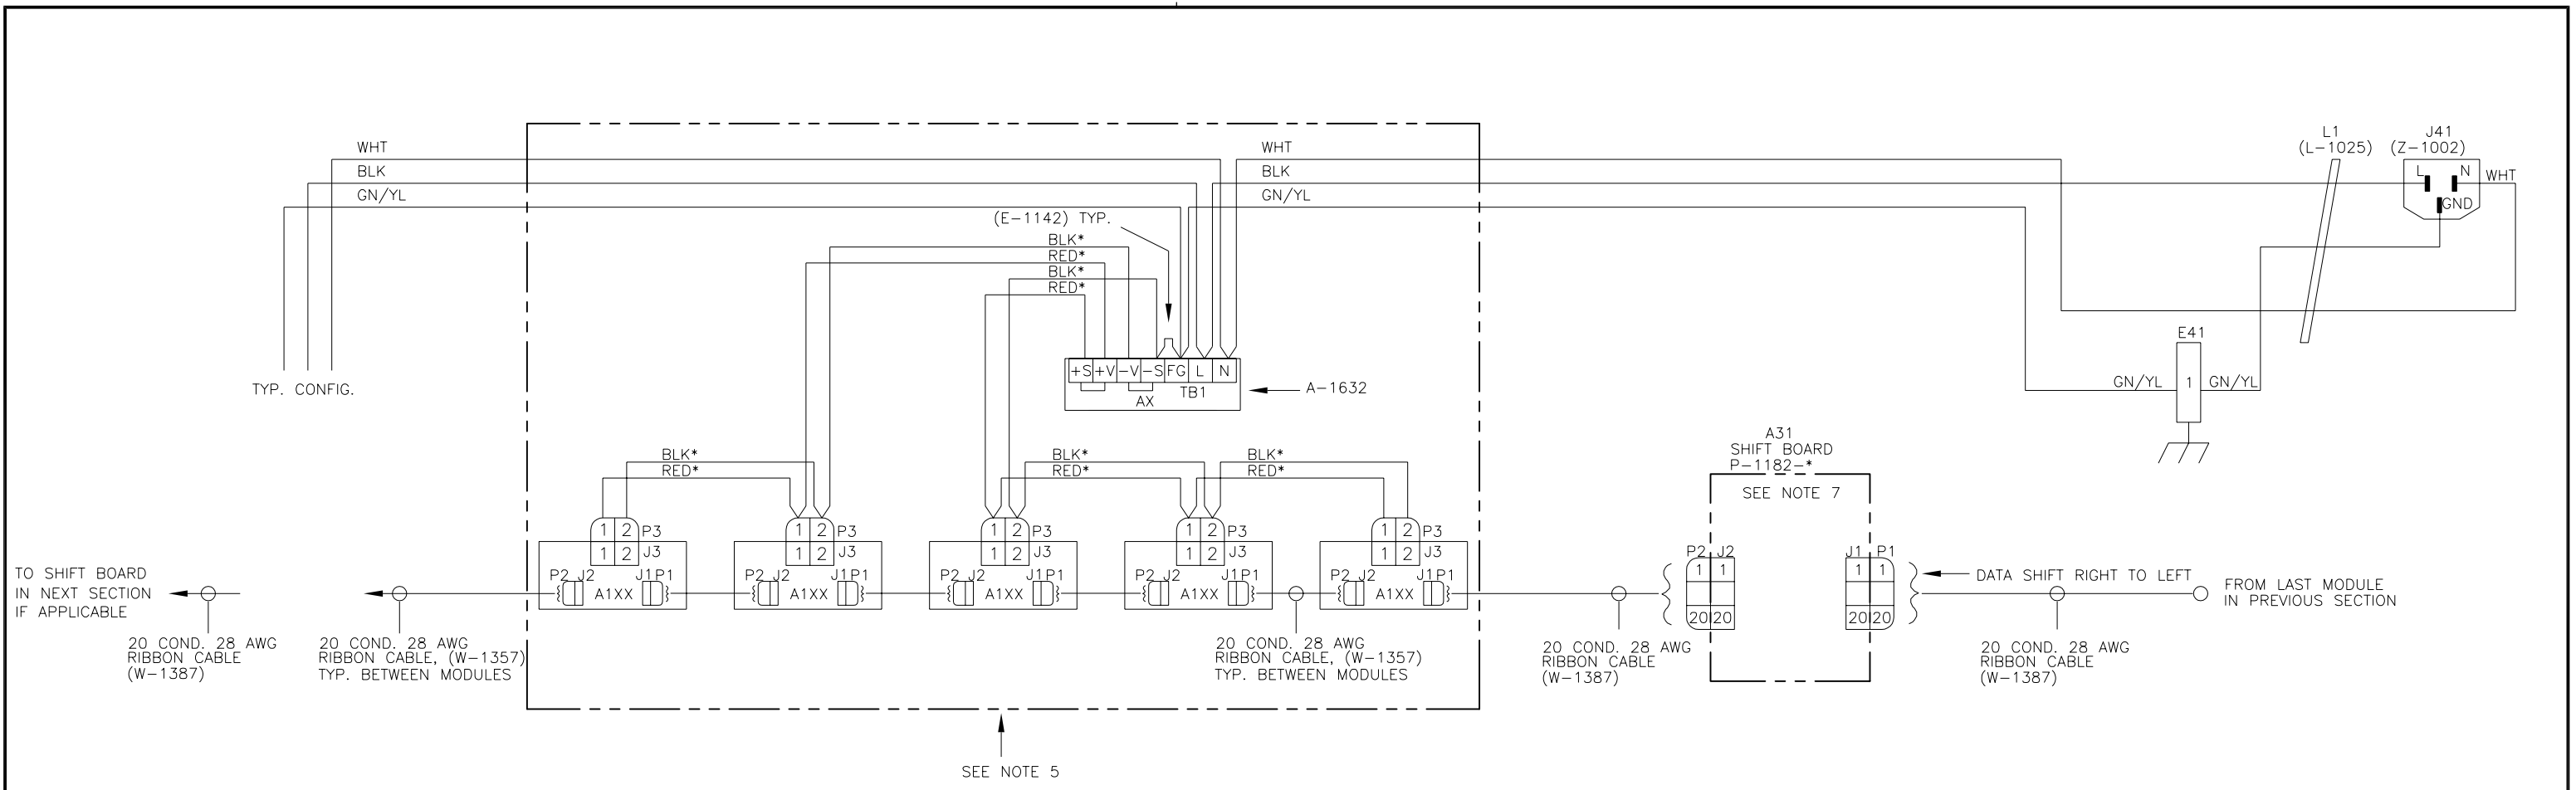 WHT
BLK
GN/YL
WHT
BLK
GN/YL
L1
(L-1025)
J41
(Z-1002)
L
N
WHT
GND
(E-1142) TYP.
BLK*
RED*
BLK*
RED*
+S +V -V -S FG L N
TB1
AX
A-1632
TYP. CONFIG.
E41
GN/YL
1
GN/YL
A31
SHIFT BOARD
P-1182-*
SEE NOTE 7
BLK*
RED*
BLK*
RED*
BLK*
RED*
1 2 P3
1 2 J3
P2 J2
J1 P1
A1XX
1 2 P3
1 2 J3
P2 J2
J1 P1
A1XX
1 2 P3
1 2 J3
P2 J2
J1 P1
A1XX
1 2 P3
1 2 J3
P2 J2
J1 P1
A1XX
1 2 P3
1 2 J3
P2 J2
J1 P1
A1XX
P2 J2
1 1
20 20
J1 P1
1 1
20 20
DATA SHIFT RIGHT TO LEFT
FROM LAST MODULE
IN PREVIOUS SECTION
TO SHIFT BOARD
IN NEXT SECTION
IF APPLICABLE
20 COND. 28 AWG
RIBBON CABLE
(W-1387)
20 COND. 28 AWG
RIBBON CABLE, (W-1357)
TYP. BETWEEN MODULES
20 COND. 28 AWG
RIBBON CABLE, (W-1357)
TYP. BETWEEN MODULES
20 COND. 28 AWG
RIBBON CABLE
(W-1387)
20 COND. 28 AWG
RIBBON CABLE
(W-1387)
SEE NOTE 5